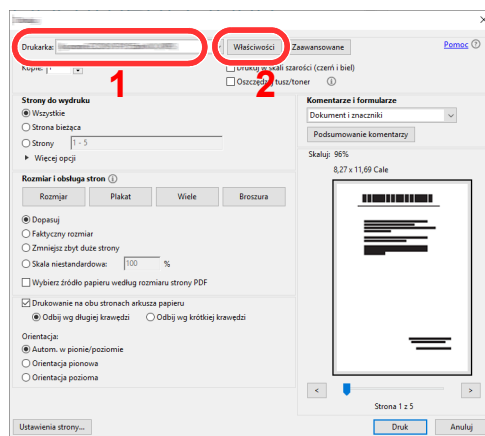 Drukarka:
Właściwości
Zaawansowane
Pomoc
Kopie: 1
Drukuj w skali szarości (czerń i biel)
1
2
Oszczędzaj tusz/toner
Strony do wydruku
Wszystkie
Strona bieżąca
Strony 1 - 5
Więcej opcji
Komentarze i formularze
Dokument i znaczniki
Podsumowanie komentarzy
Rozmiar i obsługa stron
Rozmiar Plakat Wiele Broszura
Dopasuj
Faktyczny rozmiar
Zmniejsz zbyt duże strony
Skala niestandardowa: 100 %
Wybierz źródło papieru według rozmiaru strony PDF
Drukowanie na obu stronach arkusza papieru
Odbij wg długiej krawędzi Odbij wg krótkiej krawędzi
Orientacja:
Autom. w pionie/poziomie
Orientacja pionowa
Orientacja pozioma
Skaluj: 96%
8,27 x 11,69 Cale
< >
Strona 1 z 5
Ustawienia strony...
Druk
Anuluj